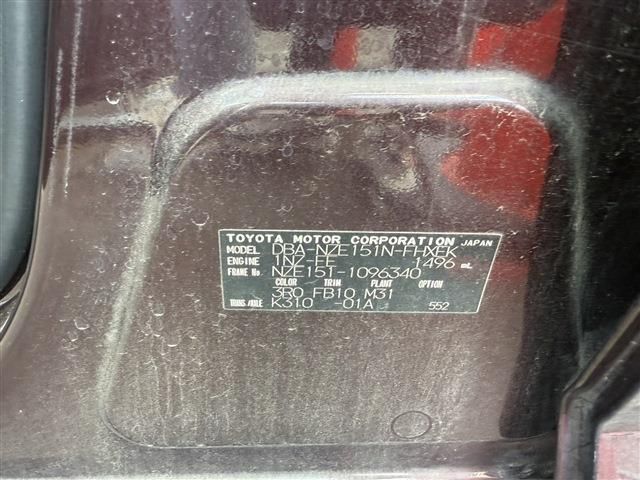 TOYOTA MOTOR CORPORATION JAPAN
MODEL DBA-NZE151N-FHXEK
ENGINE 1NZ-FE 1496 mL
FRAME No. NZE151-1096340
COLOR TRIM PLANT OPTION
3R0 FB10 M31
TRANS/AXLE K310 -01A 552